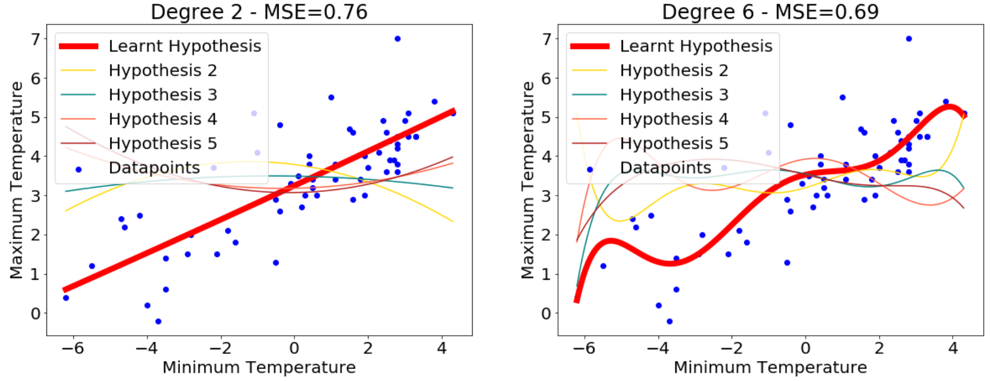 Degree 2 - MSE=0.76
Maximum Temperature
7
6
5
4
3
2
1
0
Learnt Hypothesis
Hypothesis 2
Hypothesis 3
Hypothesis 4
Hypothesis 5
Datapoints
−6 −4 −2 0 2 4
Minimum Temperature
Degree 6 - MSE=0.69
Maximum Temperature
7
6
5
4
3
2
1
0
Learnt Hypothesis
Hypothesis 2
Hypothesis 3
Hypothesis 4
Hypothesis 5
Datapoints
−6 −4 −2 0 2 4
Minimum Temperature